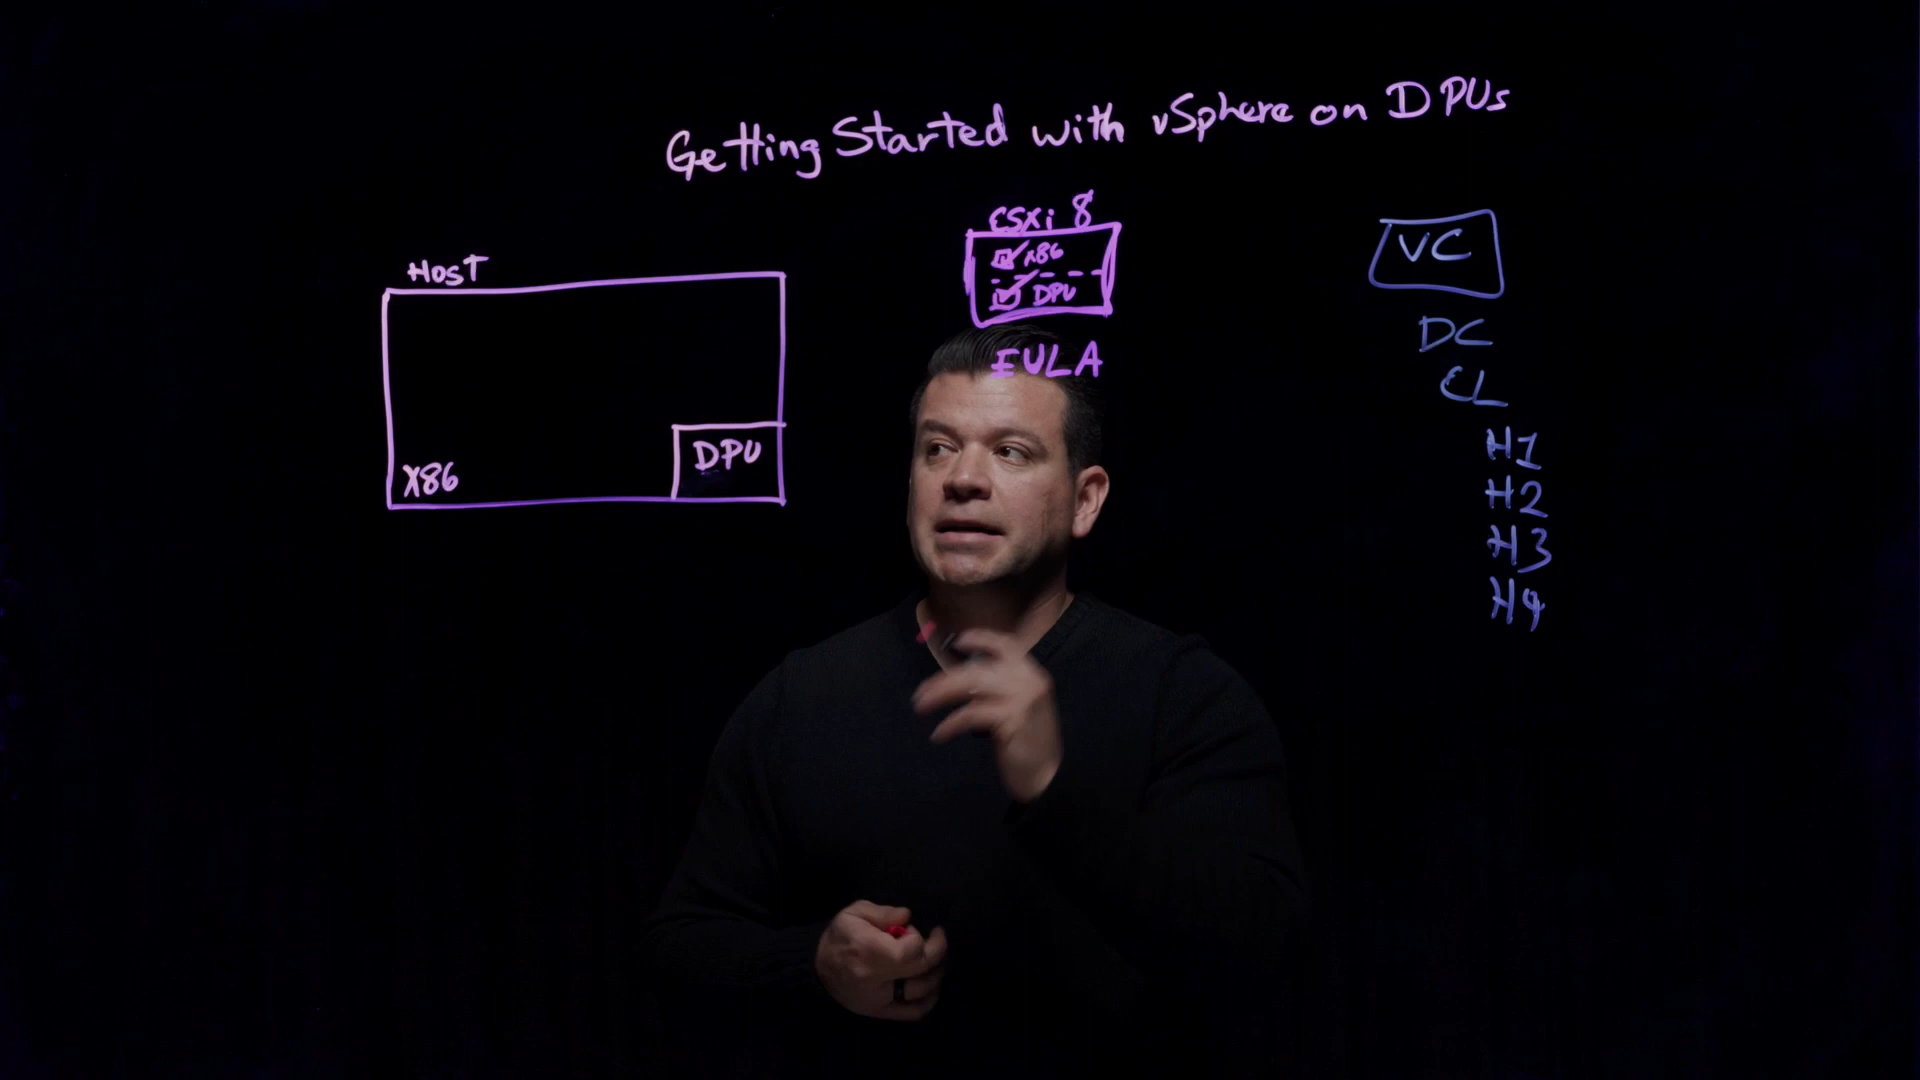 Getting Started with vSphere on DPUs
HOST
X86
DPU
ESXi 8
X86
DPU
EULA
VC
DC
CL
H1
H2
H3
H4